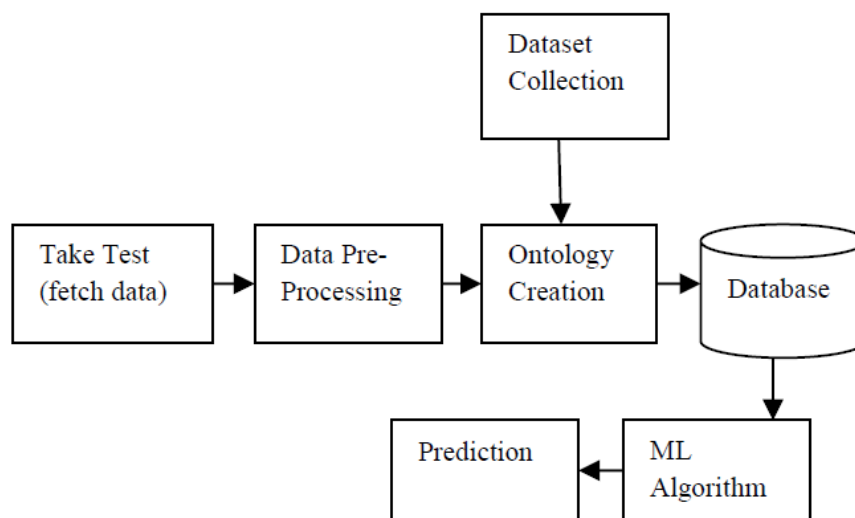 Dataset
Collection
Take Test
(fetch data)
Data Pre-
Processing
Ontology
Creation
Database
Prediction
ML
Algorithm